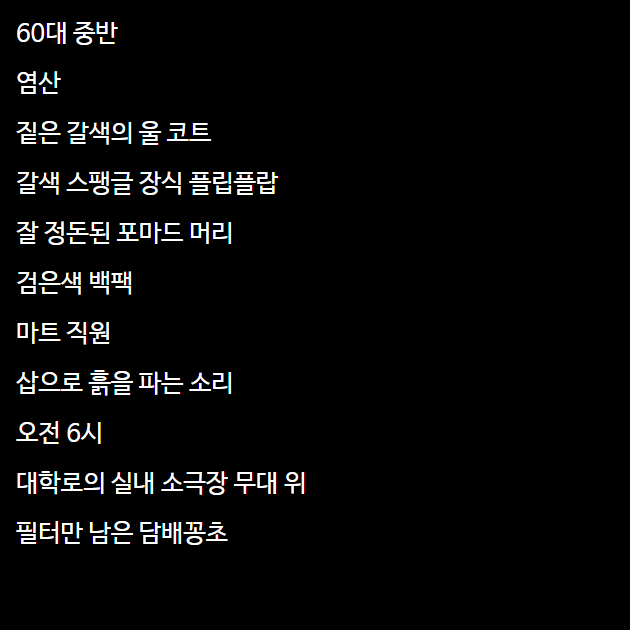 60대 중반
염산
짙은 갈색의 울 코트
갈색 스팽글 장식 플립플랍
잘 정돈된 포마드 머리
검은색 백팩
마트 직원
삽으로 흙을 파는 소리
오전 6시
대학로의 실내 소극장 무대 위
필터만 남은 담배꽁초